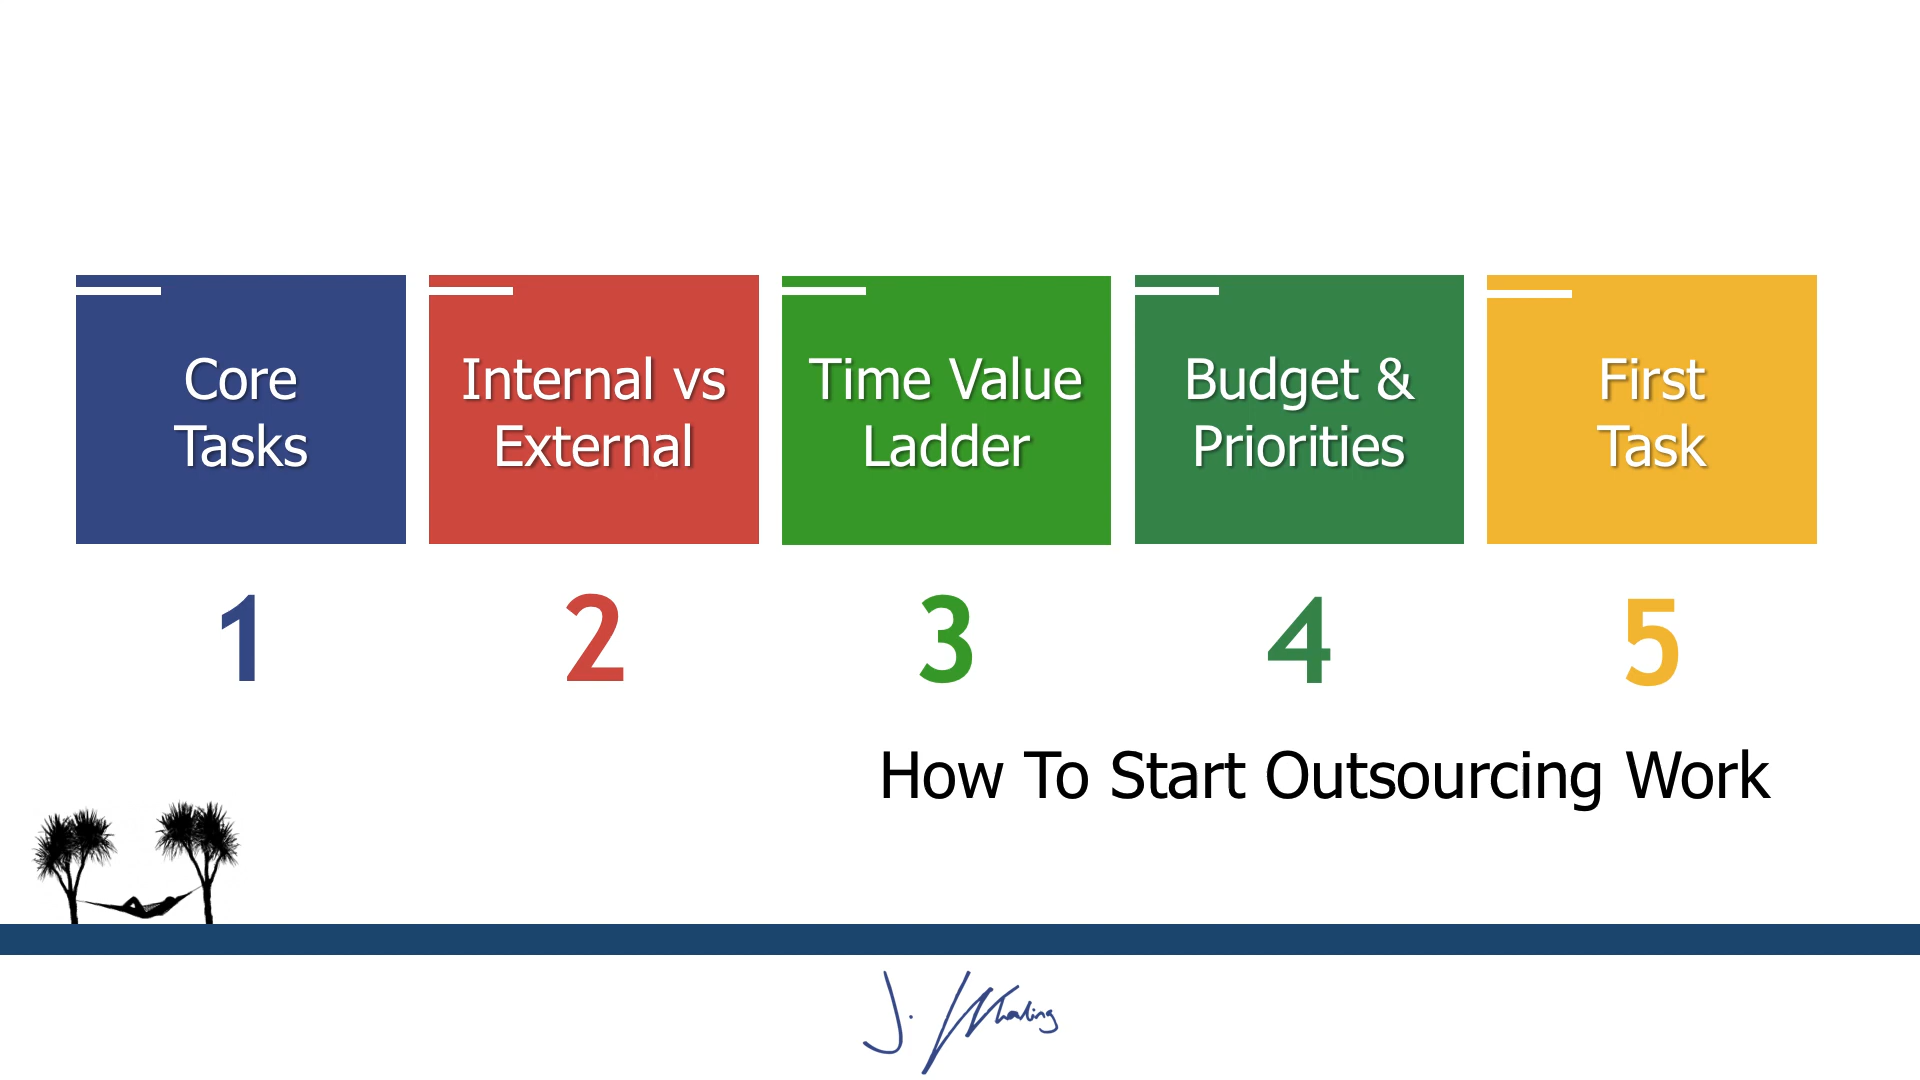 Core
Tasks
Internal vs
External
Time Value
Ladder
Budget &
Priorities
First
Task
1
2
3
4
5
How To Start Outsourcing Work